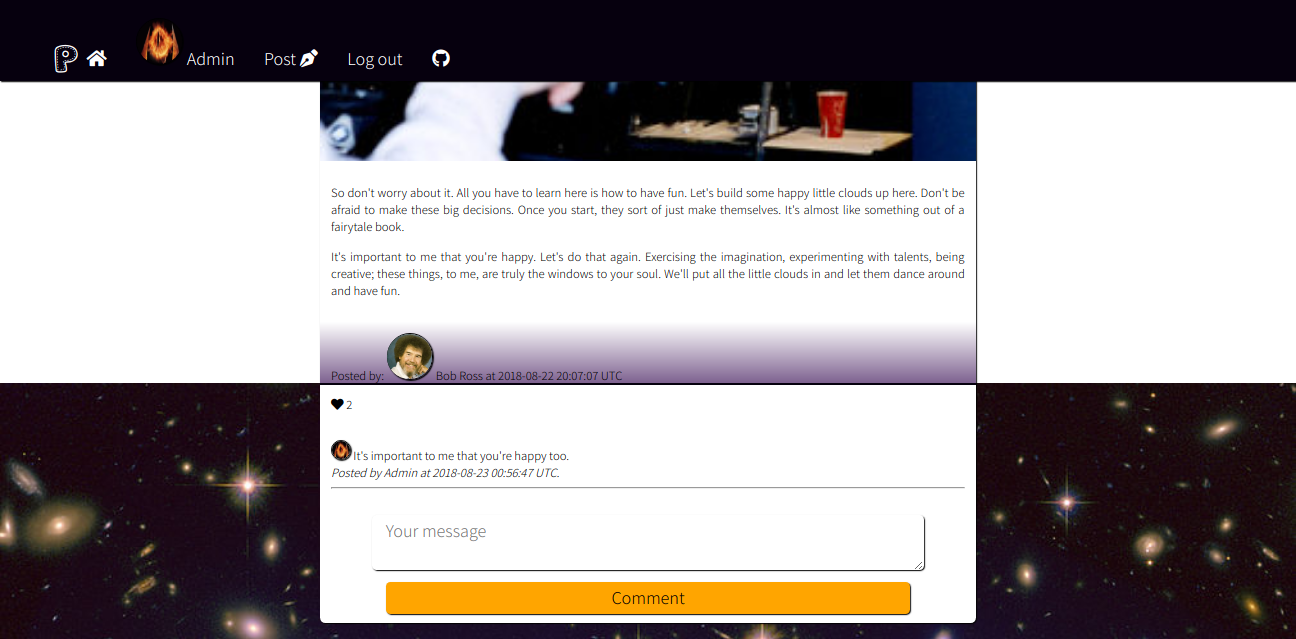 P Admin Post Log out
So don't worry about it. All you have to learn here is how to have fun. Let's build some happy little clouds up here. Don't be
afraid to make these big decisions. Once you start, they sort of just make themselves. It's almost like something out of a
fairytale book.
It's important to me that you're happy. Let's do that again. Exercising the imagination, experimenting with talents, being
creative; these things, to me, are truly the windows to your soul. We'll put all the little clouds in and let them dance around
and have fun.
Posted by: Bob Ross at 2018-08-22 20:07:07 UTC
2
It's important to me that you're happy too.
Posted by Admin at 2018-08-23 00:56:47 UTC.
Your message
Comment